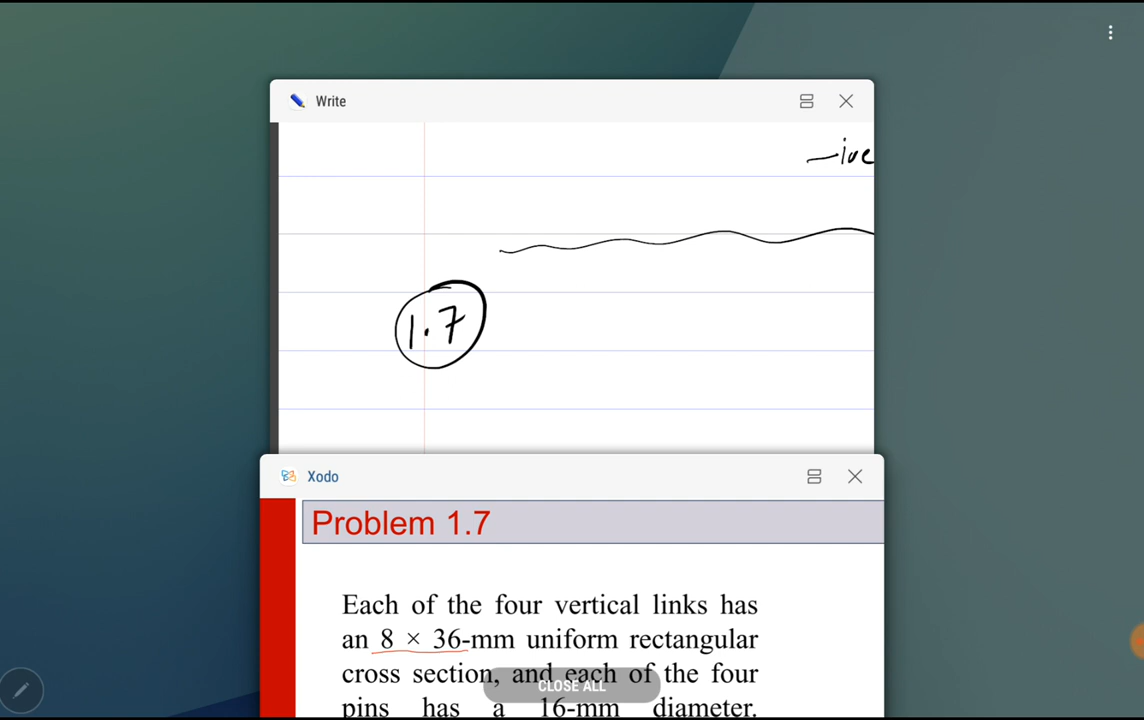 Write
-ive
1.7
Xodo
Problem 1.7
Each of the four vertical links has
an 8 × 36-mm uniform rectangular
cross section, and each of the four
CLOSE ALL
pins has a 16-mm diameter.